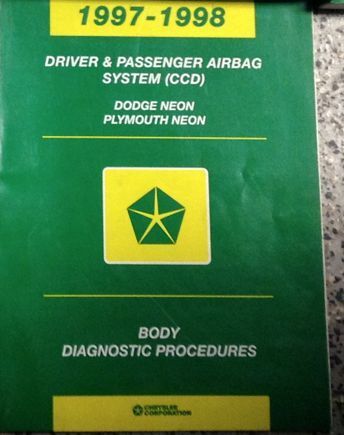 1997-1998
DRIVER & PASSENGER AIRBAG
SYSTEM (CCD)
DODGE NEON
PLYMOUTH NEON
BODY
DIAGNOSTIC PROCEDURES
CHRYSLER
CORPORATION